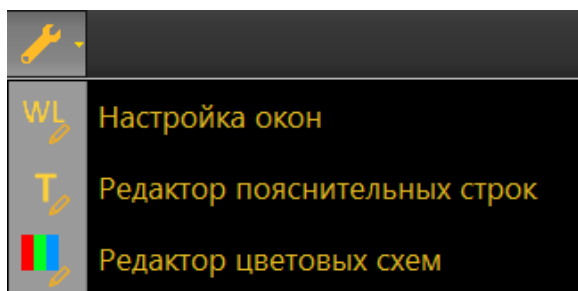 WL Настройка окон
T Редактор пояснительных строк
Редактор цветовых схем